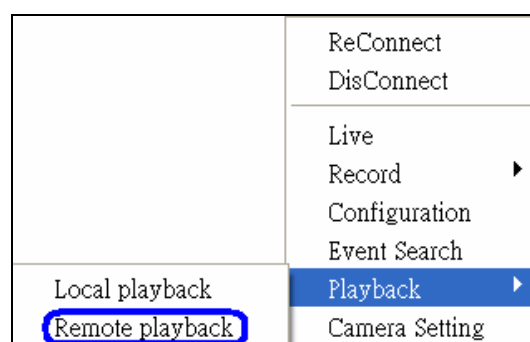 ReConnect
DisConnect
Live
Record
Configuration
Event Search
Playback
Camera Setting
Local playback
Remote playback